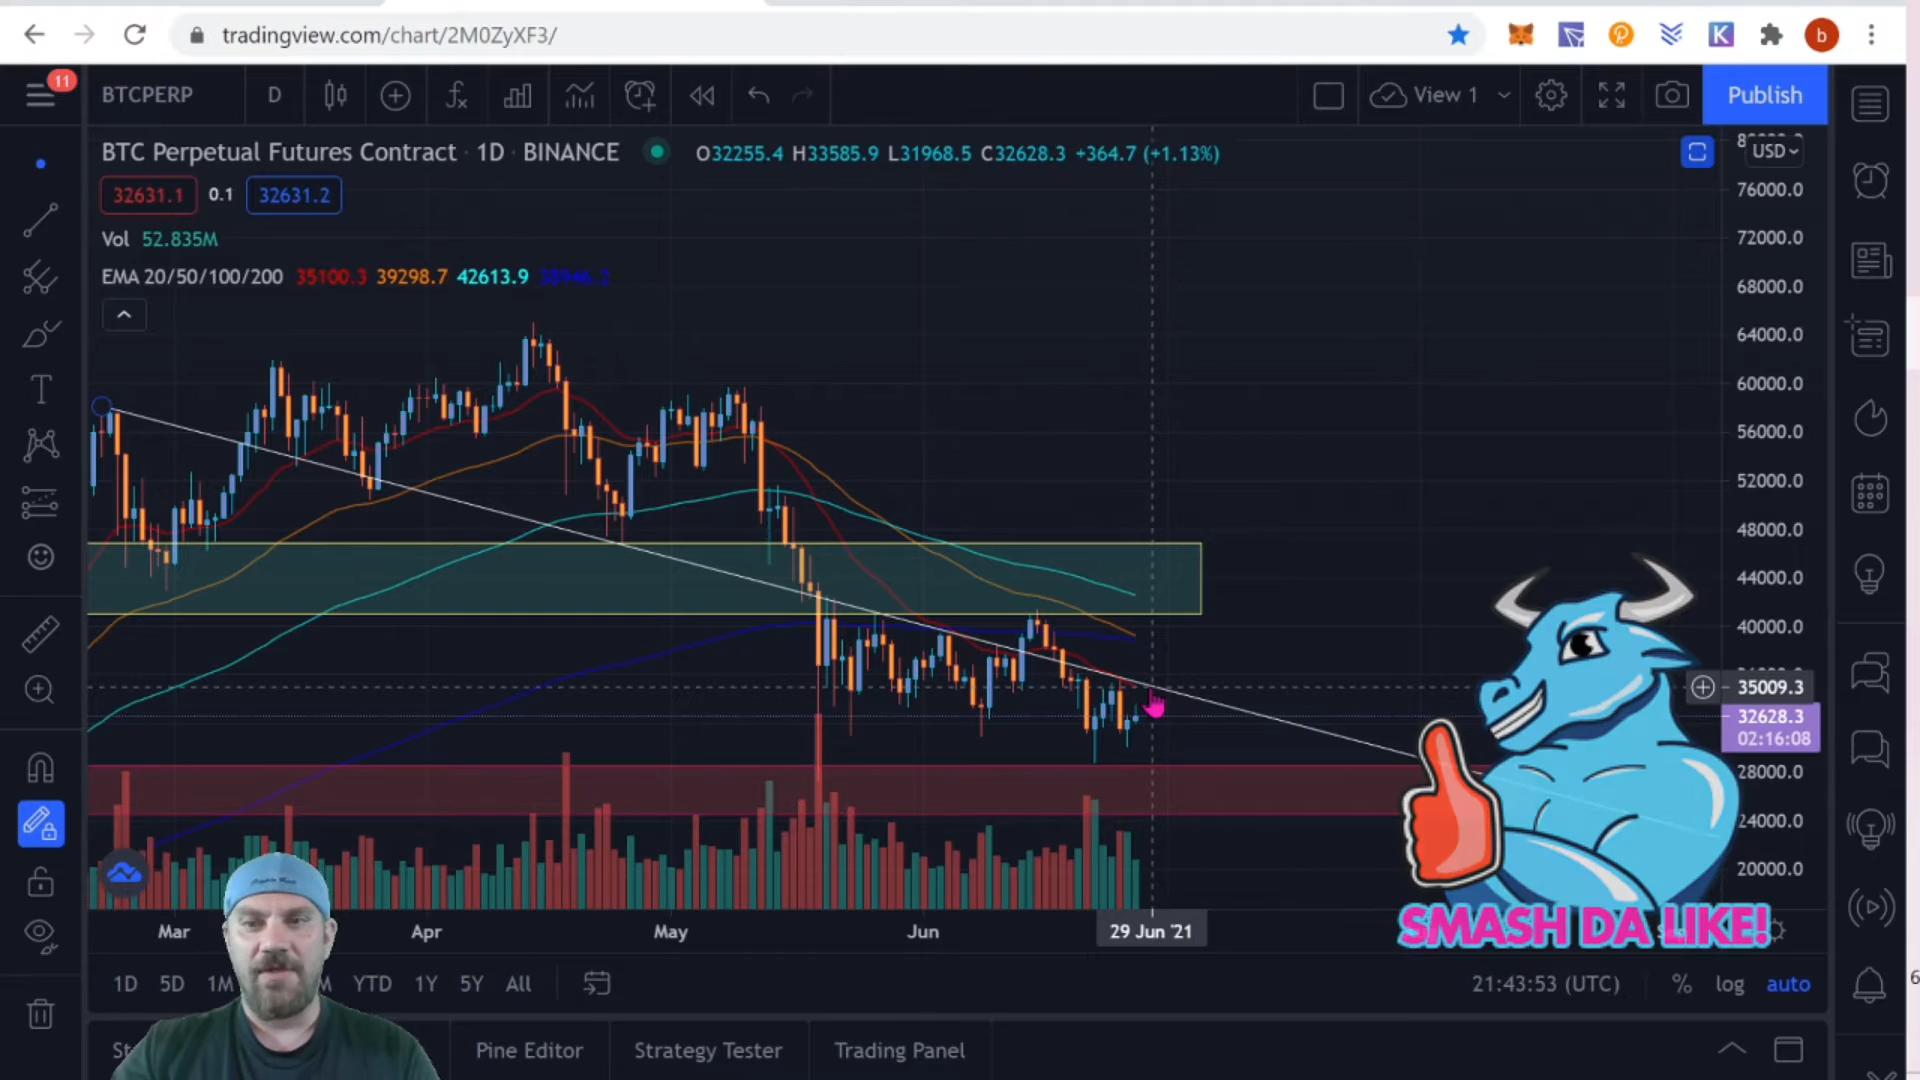 tradingview.com/chart/2M0ZyXF3/
b
11
BTCPERP
D
View 1
Publish
BTC Perpetual Futures Contract · 1D · BINANCE
O32255.4 H33585.9 L31968.5 C32628.3 +364.7 (+1.13%)
USD
32631.1 0.1 32631.2
Vol 52.835M
EMA 20/50/100/200 35100.3 39298.7 42613.9 38946.2
76000.0
72000.0
68000.0
64000.0
60000.0
56000.0
52000.0
48000.0
44000.0
40000.0
35009.3
32628.3
02:16:08
28000.0
24000.0
20000.0
SMASH DA LIKE!
Mar
Apr
May
Jun
29 Jun '21
1D 5D 1M YTD 1Y 5Y All
21:43:53 (UTC)
%
log
auto
Pine Editor
Strategy Tester
Trading Panel